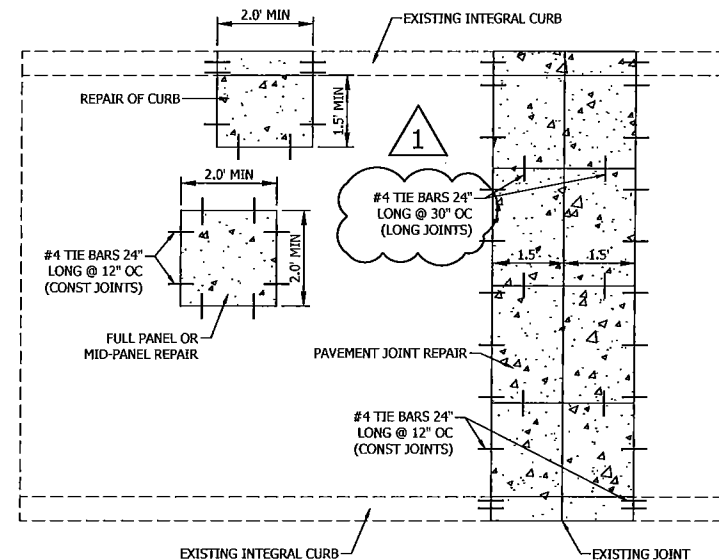 2.0' MIN
EXISTING INTEGRAL CURB
REPAIR OF CURB
1.5' MIN
1
2.0' MIN
#4 TIE BARS 24"
LONG @ 30" OC
(LONG JOINTS)
#4 TIE BARS 24"
LONG @ 12" OC
(CONST JOINTS)
2.0' MIN
1.5'
1.5'
FULL PANEL OR
MID-PANEL REPAIR
PAVEMENT JOINT REPAIR
#4 TIE BARS 24"
LONG @ 12" OC
(CONST JOINTS)
EXISTING INTEGRAL CURB
EXISTING JOINT